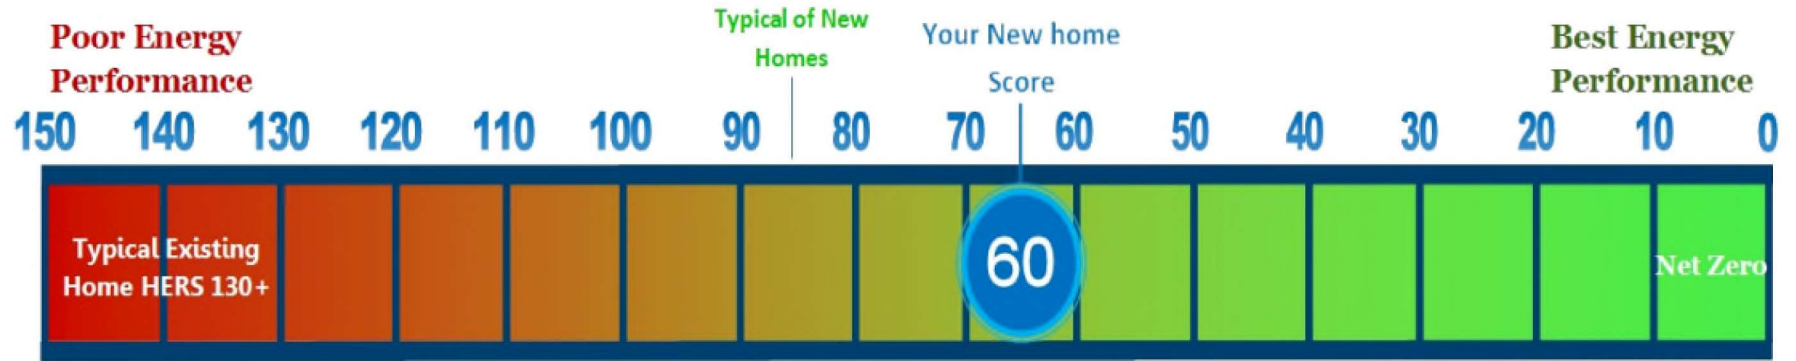 Poor Energy
Performance
Typical of New
Homes
Your New home
Score
Best Energy
Performance
150 140 130 120 110 100 90 80 70 60 50 40 30 20 10 0
Typical Existing
Home HERS 130+
60
Net Zero